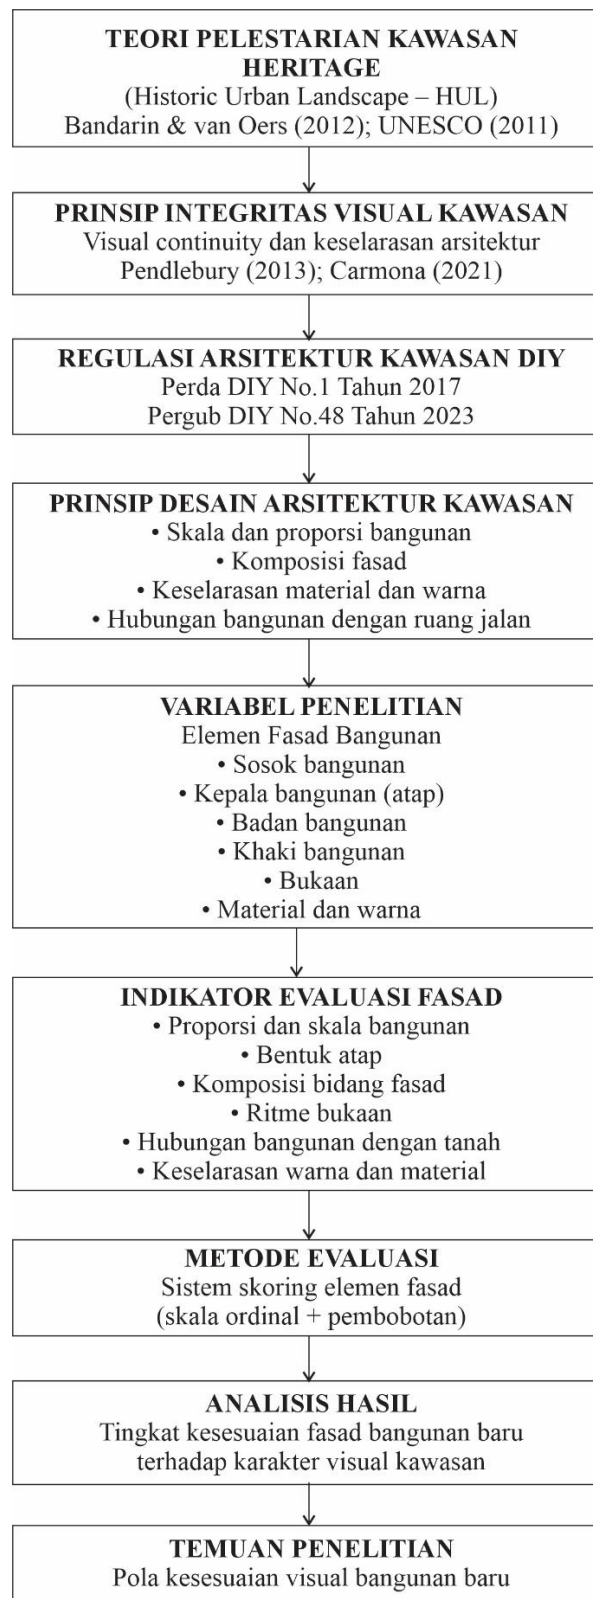 TEORI PELESTARIAN KAWASAN
HERITAGE
(Historic Urban Landscape – HUL)
Bandarin & van Oers (2012); UNESCO (2011)
PRINSIP INTEGRITAS VISUAL KAWASAN
Visual continuity dan keselarasan arsitektur
Pendlebury (2013); Carmona (2021)
REGULASI ARSITEKTUR KAWASAN DIY
Perda DIY No.1 Tahun 2017
Pergub DIY No.48 Tahun 2023
PRINSIP DESAIN ARSITEKTUR KAWASAN
• Skala dan proporsi bangunan
• Komposisi fasad
• Keselarasan material dan warna
• Hubungan bangunan dengan ruang jalan
VARIABEL PENELITIAN
Elemen Fasad Bangunan
• Sosok bangunan
• Kepala bangunan (atap)
• Badan bangunan
• Khaki bangunan
• Bukaan
• Material dan warna
INDIKATOR EVALUASI FASAD
• Proporsi dan skala bangunan
• Bentuk atap
• Komposisi bidang fasad
• Ritme bukaan
• Hubungan bangunan dengan tanah
• Keselarasan warna dan material
METODE EVALUASI
Sistem skoring elemen fasad
(skala ordinal + pembobotan)
ANALISIS HASIL
Tingkat kesesuaian fasad bangunan baru
terhadap karakter visual kawasan
TEMUAN PENELITIAN
Pola kesesuaian visual bangunan baru